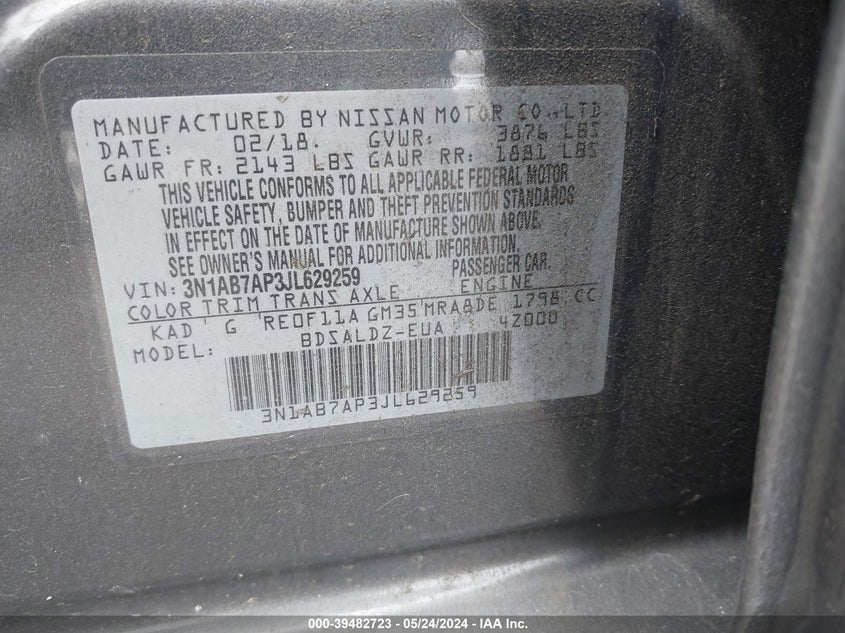 MANUFACTURED BY NISSAN MOTOR CO., LTD.
DATE: 02/18. GVWR: 3876 LBS
GAWR FR: 2143 LBS GAWR RR: 1881 LBS
THIS VEHICLE CONFORMS TO ALL APPLICABLE FEDERAL MOTOR
VEHICLE SAFETY, BUMPER AND THEFT PREVENTION STANDARDS
IN EFFECT ON THE DATE OF MANUFACTURE SHOWN ABOVE.
SEE OWNER'S MANUAL FOR ADDITIONAL INFORMATION.
VIN: 3N1AB7AP3JL629259 PASSENGER CAR
COLOR TRIM TRANS AXLE ENGINE
KAD G RE0F11A GM35 MRA8DE 1798 CC
MODEL: BDSALDZ-EUA 4Z000
3N1AB7AP3JL629259
000-39482723 - 05/24/2024 - IAA Inc.